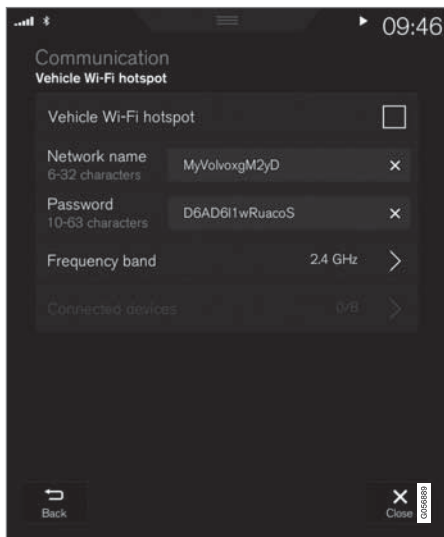 09:46
Communication
Vehicle Wi-Fi hotspot
Vehicle Wi-Fi hotspot
Network name
6-32 characters
MyVolvoxgM2yD
Password
10-63 characters
D6AD6l1wRuacoS
Frequency band 2.4 GHz
Connected devices 0/8
Back
Close
G056889